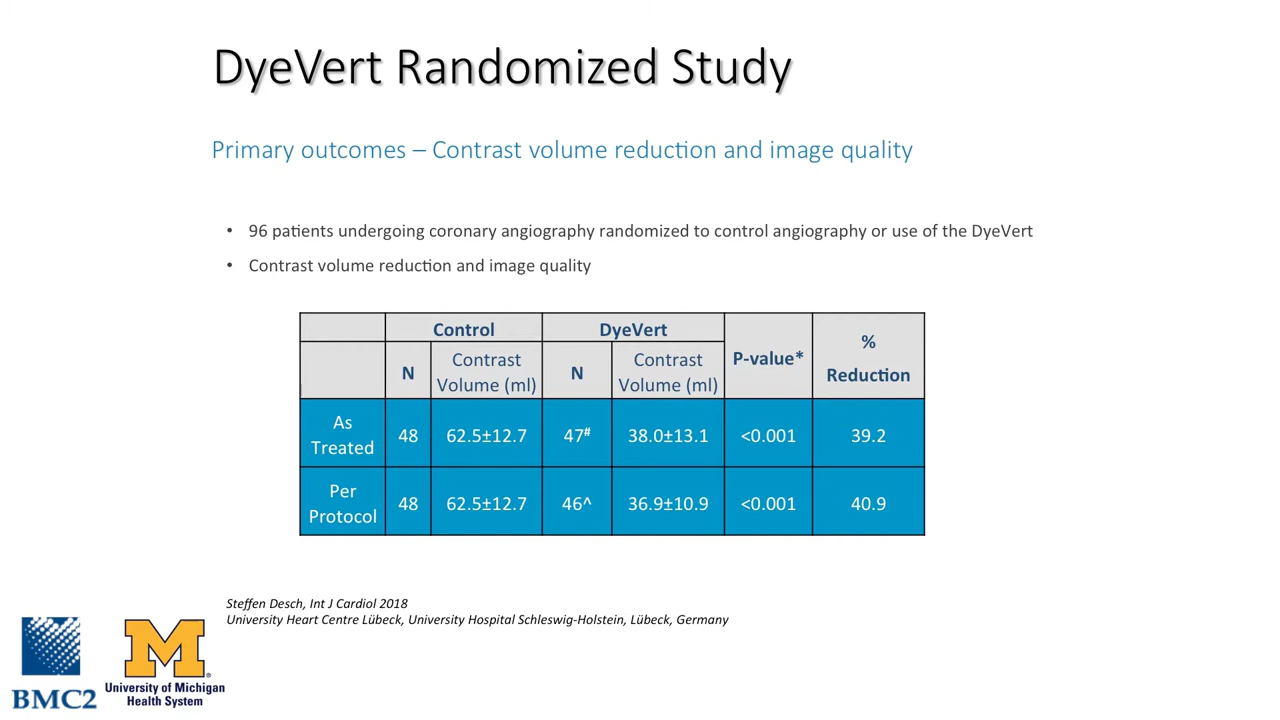 DyeVert Randomized Study
Primary outcomes – Contrast volume reduction and image quality
• 96 patients undergoing coronary angiography randomized to control angiography or use of the DyeVert
• Contrast volume reduction and image quality
Control DyeVert P-value* % Reduction
N Contrast Volume (ml) N Contrast Volume (ml)
As Treated 48 62.5±12.7 47# 38.0±13.1 <0.001 39.2
Per Protocol 48 62.5±12.7 46^ 36.9±10.9 <0.001 40.9
Steffen Desch, Int J Cardiol 2018
University Heart Centre Lübeck, University Hospital Schleswig-Holstein, Lübeck, Germany
BMC2
M
University of Michigan
Health System